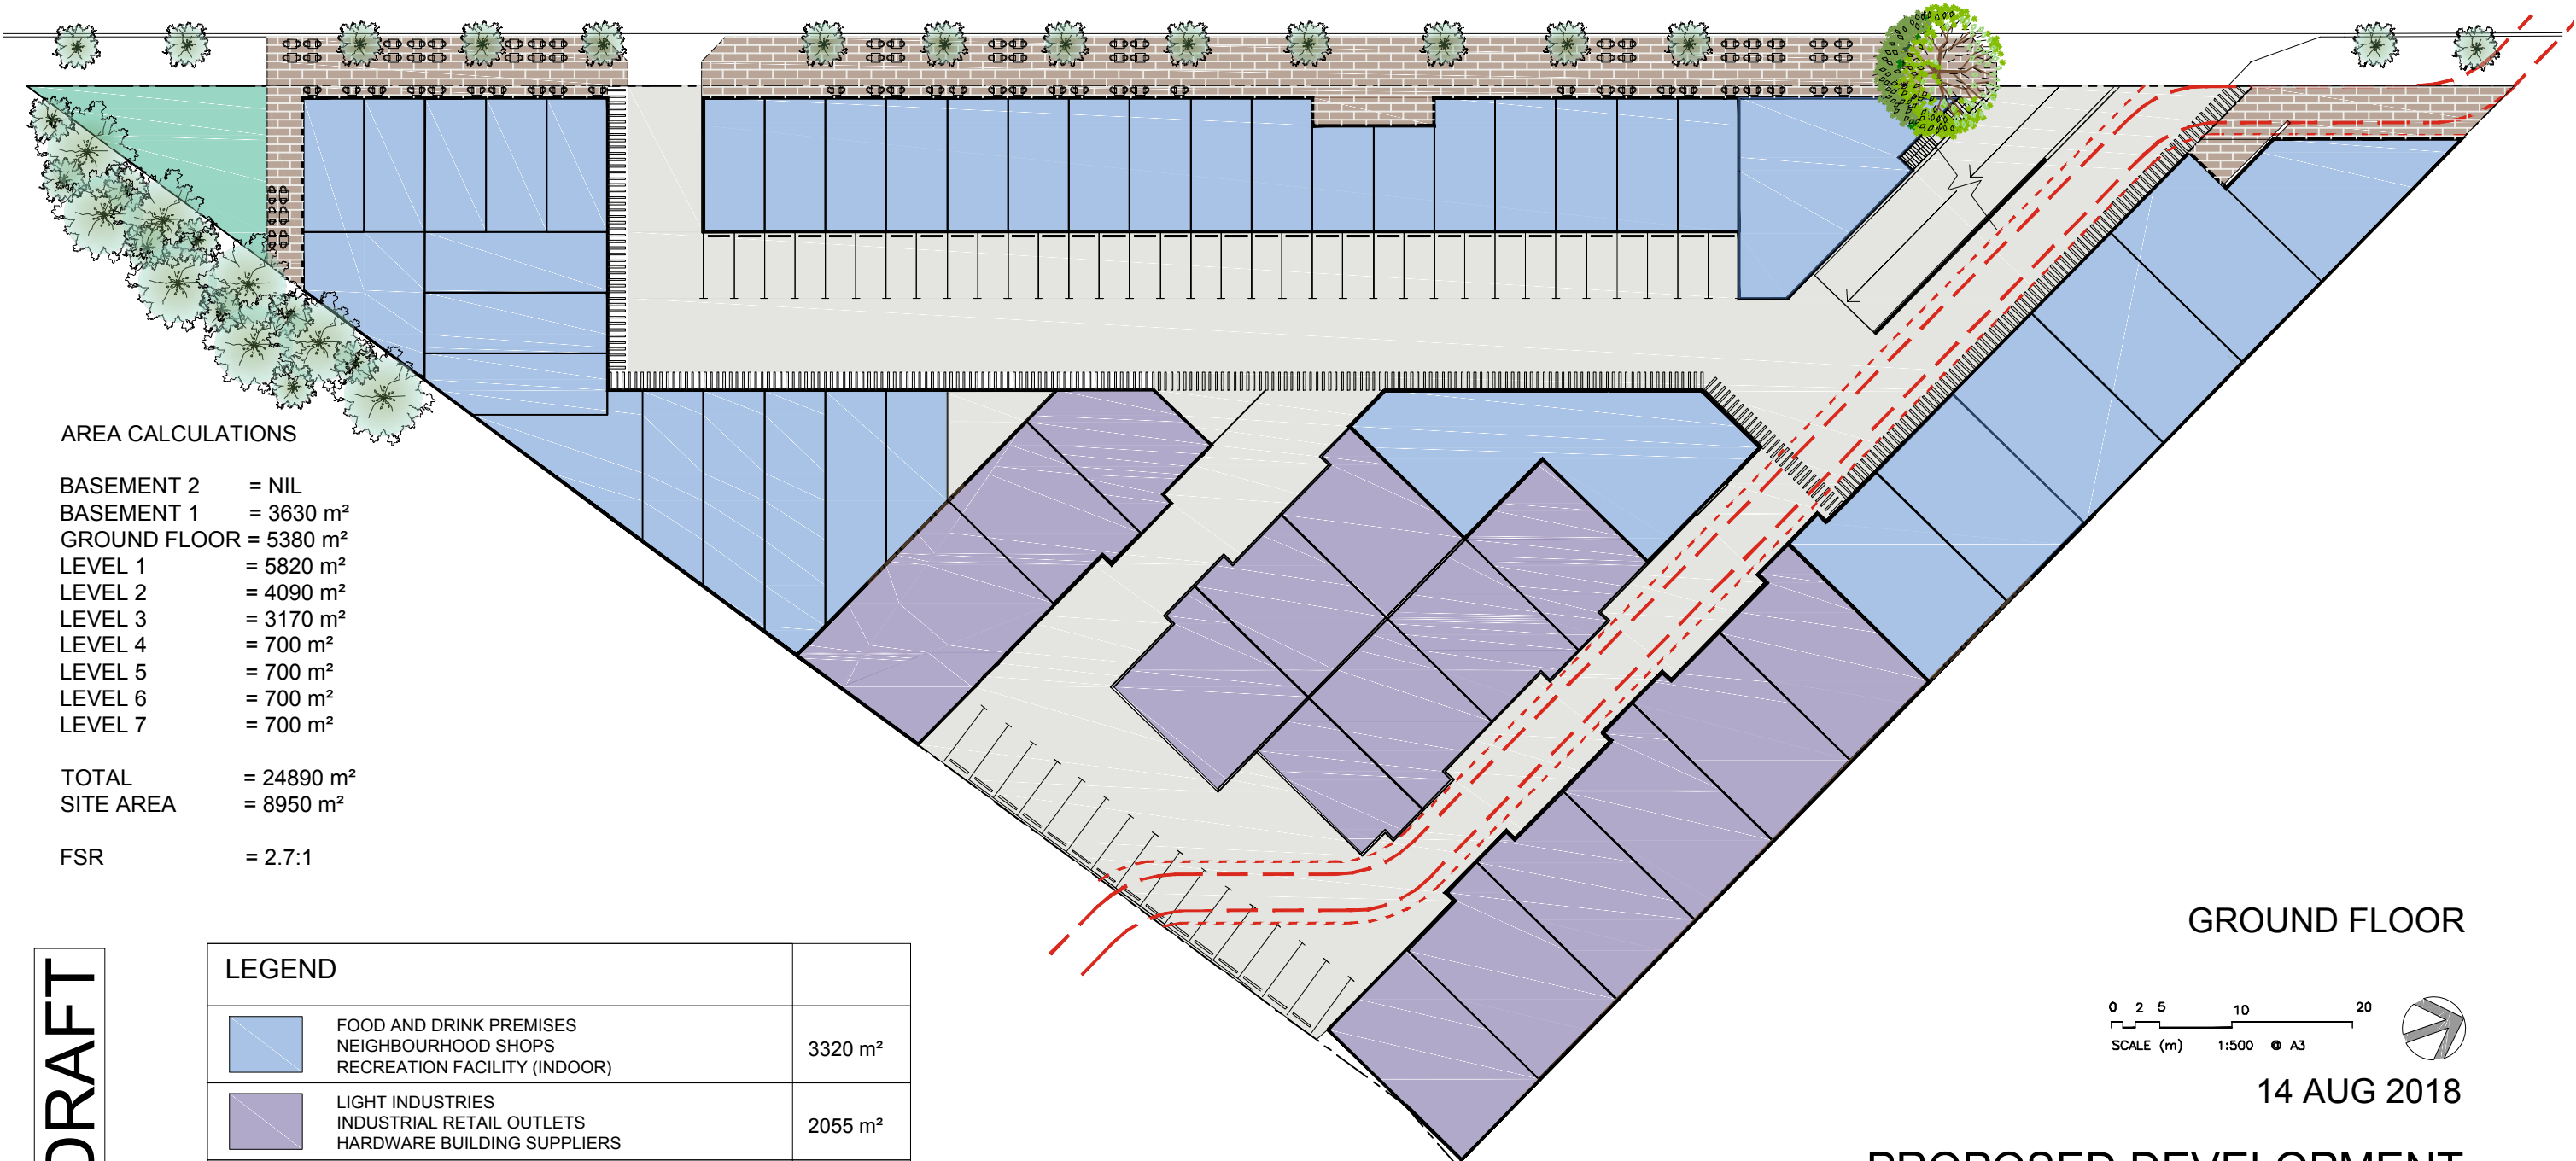 AREA CALCULATIONS
BASEMENT 2 = NIL
BASEMENT 1 = 3630 m²
GROUND FLOOR = 5380 m²
LEVEL 1 = 5820 m²
LEVEL 2 = 4090 m²
LEVEL 3 = 3170 m²
LEVEL 4 = 700 m²
LEVEL 5 = 700 m²
LEVEL 6 = 700 m²
LEVEL 7 = 700 m²
TOTAL = 24890 m²
SITE AREA = 8950 m²
FSR = 2.7:1
DRAFT
LEGEND
FOOD AND DRINK PREMISES
NEIGHBOURHOOD SHOPS
RECREATION FACILITY (INDOOR)
3320 m²
LIGHT INDUSTRIES
INDUSTRIAL RETAIL OUTLETS
HARDWARE BUILDING SUPPLIERS
2055 m²
GROUND FLOOR
0 2 5 10 20
SCALE (m) 1:500 @ A3
14 AUG 2018
PROPOSED DEVELOPMENT